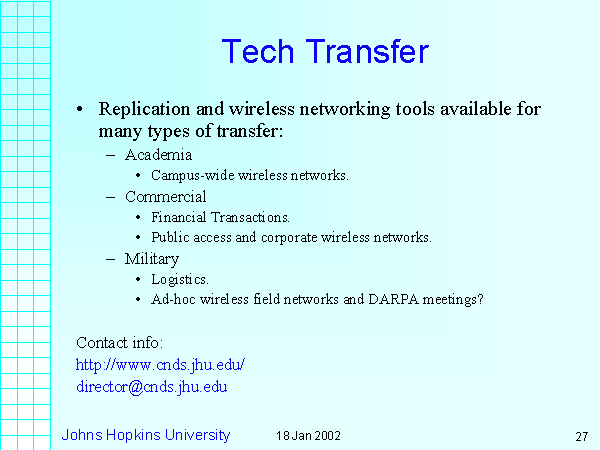 Tech Transfer
• Replication and wireless networking tools available for
many types of transfer:
– Academia
• Campus-wide wireless networks.
– Commercial
• Financial Transactions.
• Public access and corporate wireless networks.
– Military
• Logistics.
• Ad-hoc wireless field networks and DARPA meetings?
Contact info:
http://www.cnds.jhu.edu/
director@cnds.jhu.edu
Johns Hopkins University 18 Jan 2002 27